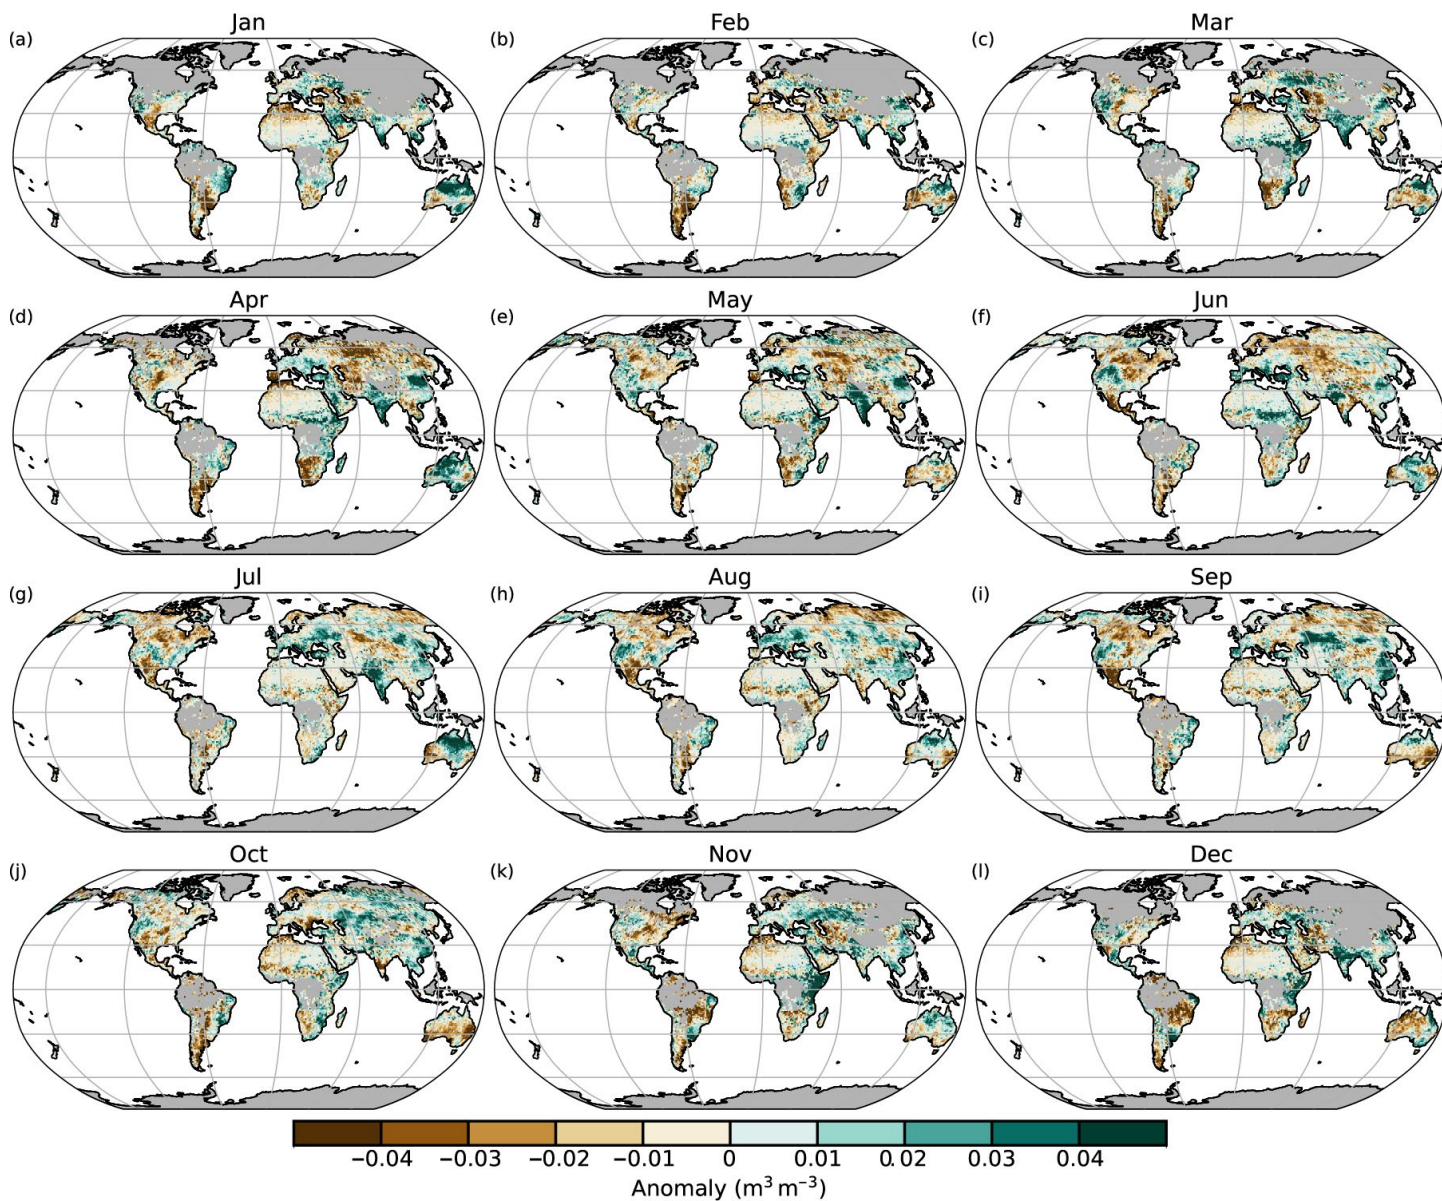 Jan Feb Mar
(a) (b) (c)
Apr May Jun
(d) (e) (f)
Jul Aug Sep
(g) (h) (i)
Oct Nov Dec
(j) (k) (l)
−0.04 −0.03 −0.02 −0.01 0 0.01 0.02 0.03 0.04
Anomaly (m³ m⁻³)